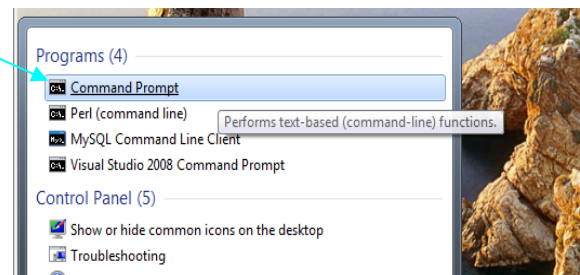 Programs (4)
Command Prompt
Perl (command line)
Performs text-based (command-line) functions.
MySQL Command Line Client
Visual Studio 2008 Command Prompt
Control Panel (5)
Show or hide common icons on the desktop
Troubleshooting